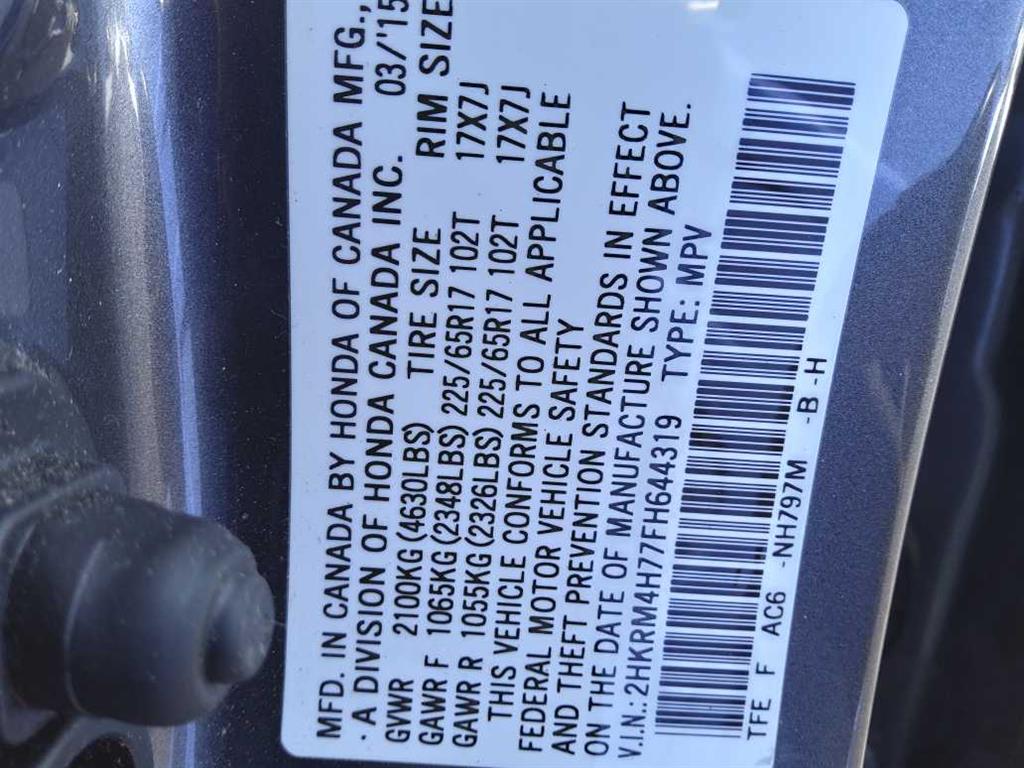 MFD. IN CANADA BY HONDA OF CANADA MFG.,
· A DIVISION OF HONDA CANADA INC. 03/'15
GVWR 2100KG (4630LBS) TIRE SIZE RIM SIZE
GAWR F 1065KG (2348LBS) 225/65R17 102T 17X7J
GAWR R 1055KG (2326LBS) 225/65R17 102T 17X7J
THIS VEHICLE CONFORMS TO ALL APPLICABLE
FEDERAL MOTOR VEHICLE SAFETY
AND THEFT PREVENTION STANDARDS IN EFFECT
ON THE DATE OF MANUFACTURE SHOWN ABOVE.
V.I.N.: 2HKRM4H77FH644319 TYPE: MPV
TFE F AC6 -NH797M -B -H